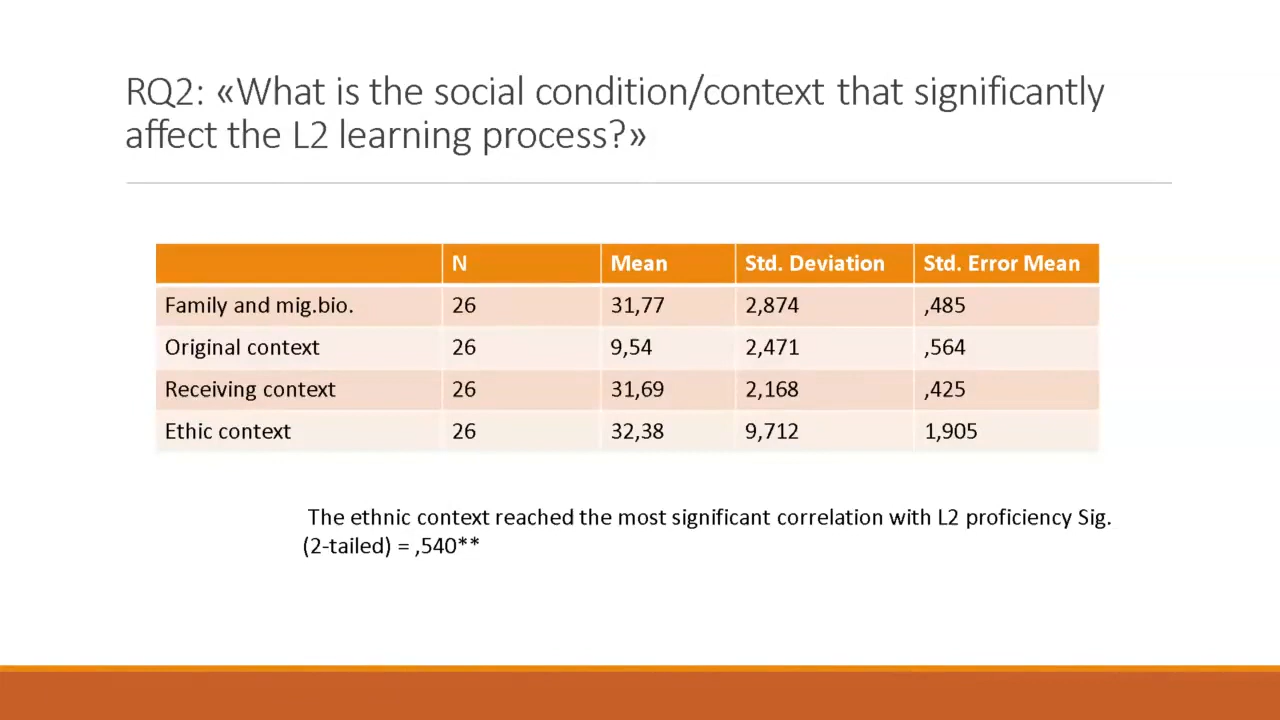 RQ2: «What is the social condition/context that significantly
affect the L2 learning process?»
N Mean Std. Deviation Std. Error Mean
Family and mig.bio. 26 31,77 2,874 ,485
Original context 26 9,54 2,471 ,564
Receiving context 26 31,69 2,168 ,425
Ethic context 26 32,38 9,712 1,905
The ethnic context reached the most significant correlation with L2 proficiency Sig.
(2-tailed) = ,540**